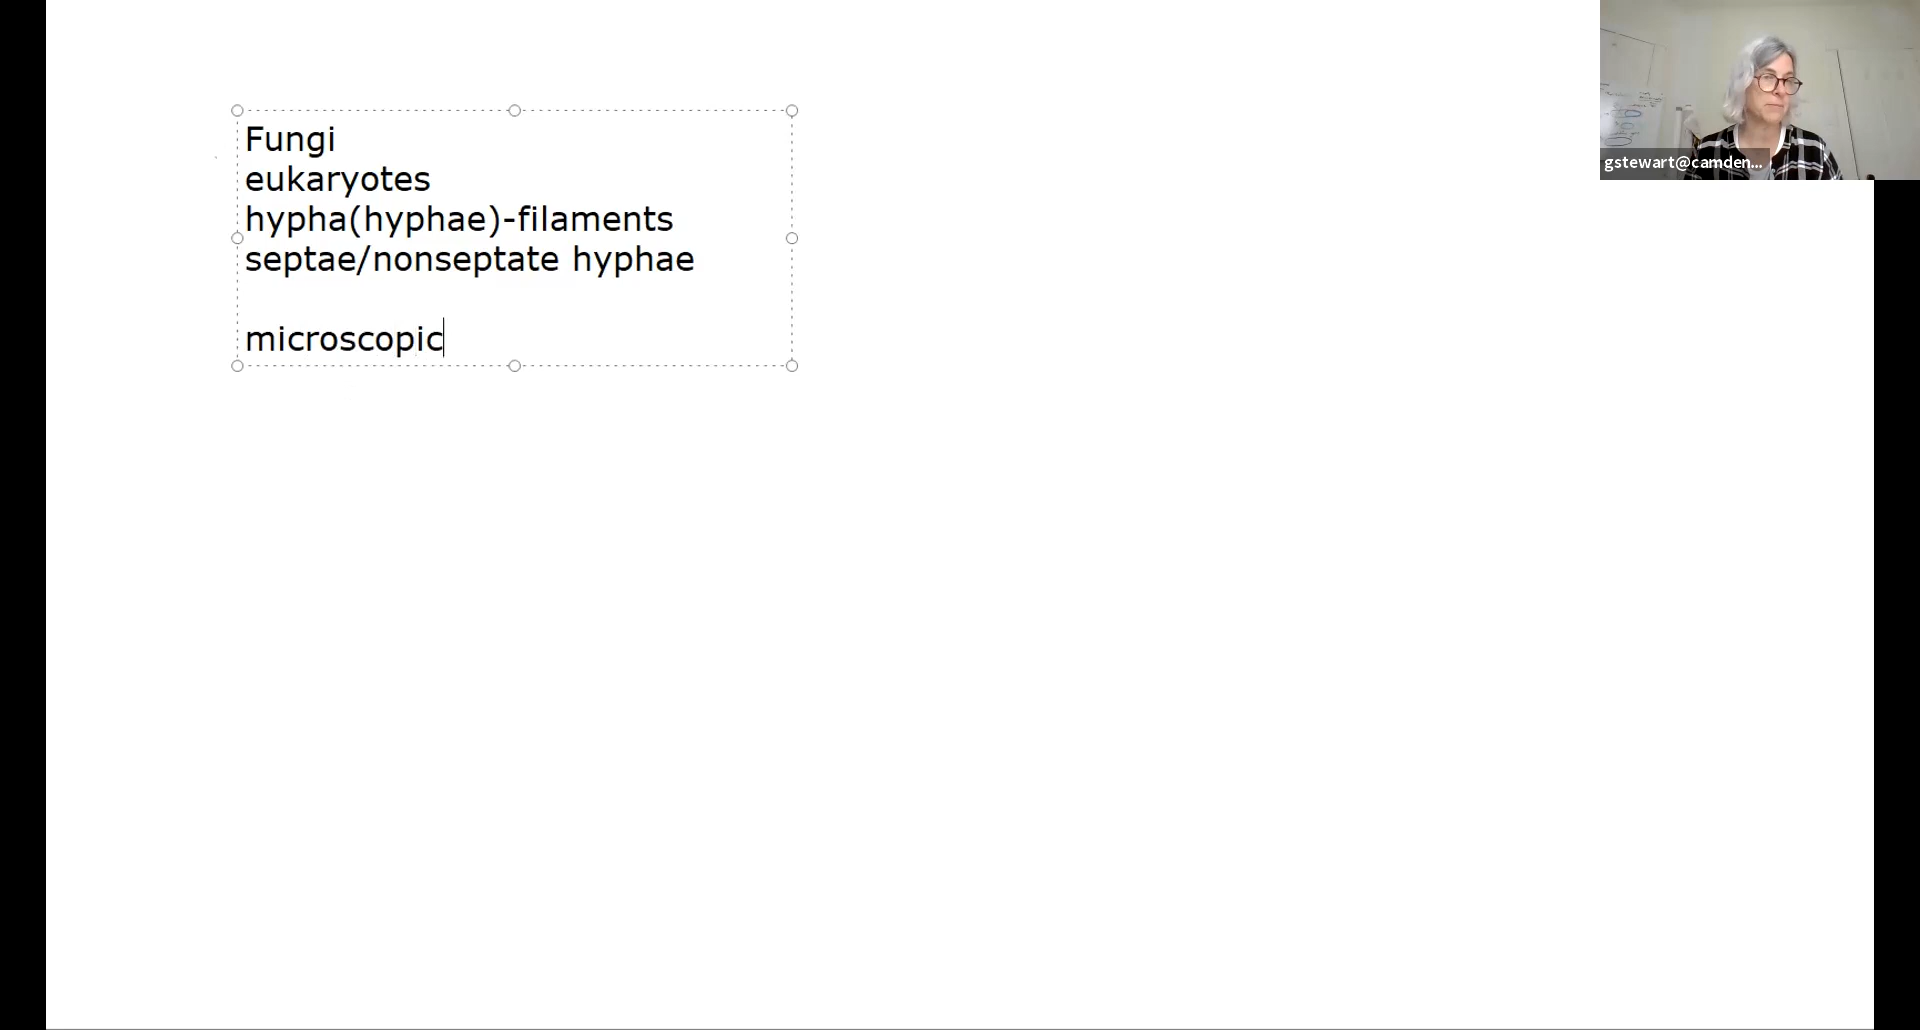 Fungi
eukaryotes
hypha(hyphae)-filaments
septae/nonseptate hyphae
microscopic
gstewart@camden...